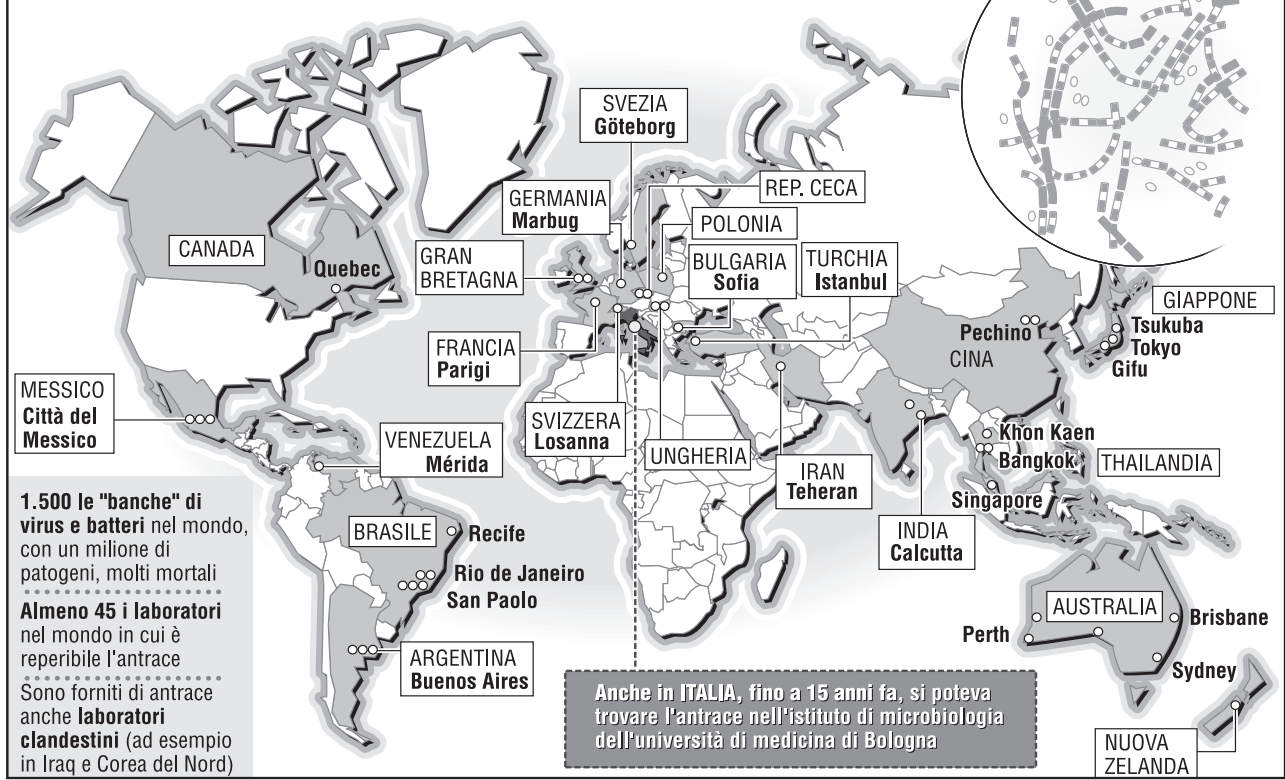 SVEZIA
Göteborg
GERMANIA
Marbug
REP. CECA
POLONIA
CANADA
Quebec
GRAN
BRETAGNA
BULGARIA
Sofia
TURCHIA
Istanbul
GIAPPONE
Tsukuba
Tokyo
Gifu
Pechino
CINA
FRANCIA
Parigi
MESSICO
Città del
Messico
VENEZUELA
Mérida
SVIZZERA
Losanna
UNGHERIA
IRAN
Teheran
Khon Kaen
Bangkok
THAILANDIA
Singapore
INDIA
Calcutta
1.500 le "banche" di
virus e batteri nel mondo,
con un milione di
patogeni, molti mortali
Almeno 45 i laboratori
nel mondo in cui è
reperibile l'antrace
Sono forniti di antrace
anche laboratori
clandestini (ad esempio
in Iraq e Corea del Nord)
BRASILE
Recife
Rio de Janeiro
San Paolo
ARGENTINA
Buenos Aires
AUSTRALIA
Perth
Brisbane
Sydney
Anche in ITALIA, fino a 15 anni fa, si poteva
trovare l'antrace nell'istituto di microbiologia
dell'università di medicina di Bologna
NUOVA
ZELANDA